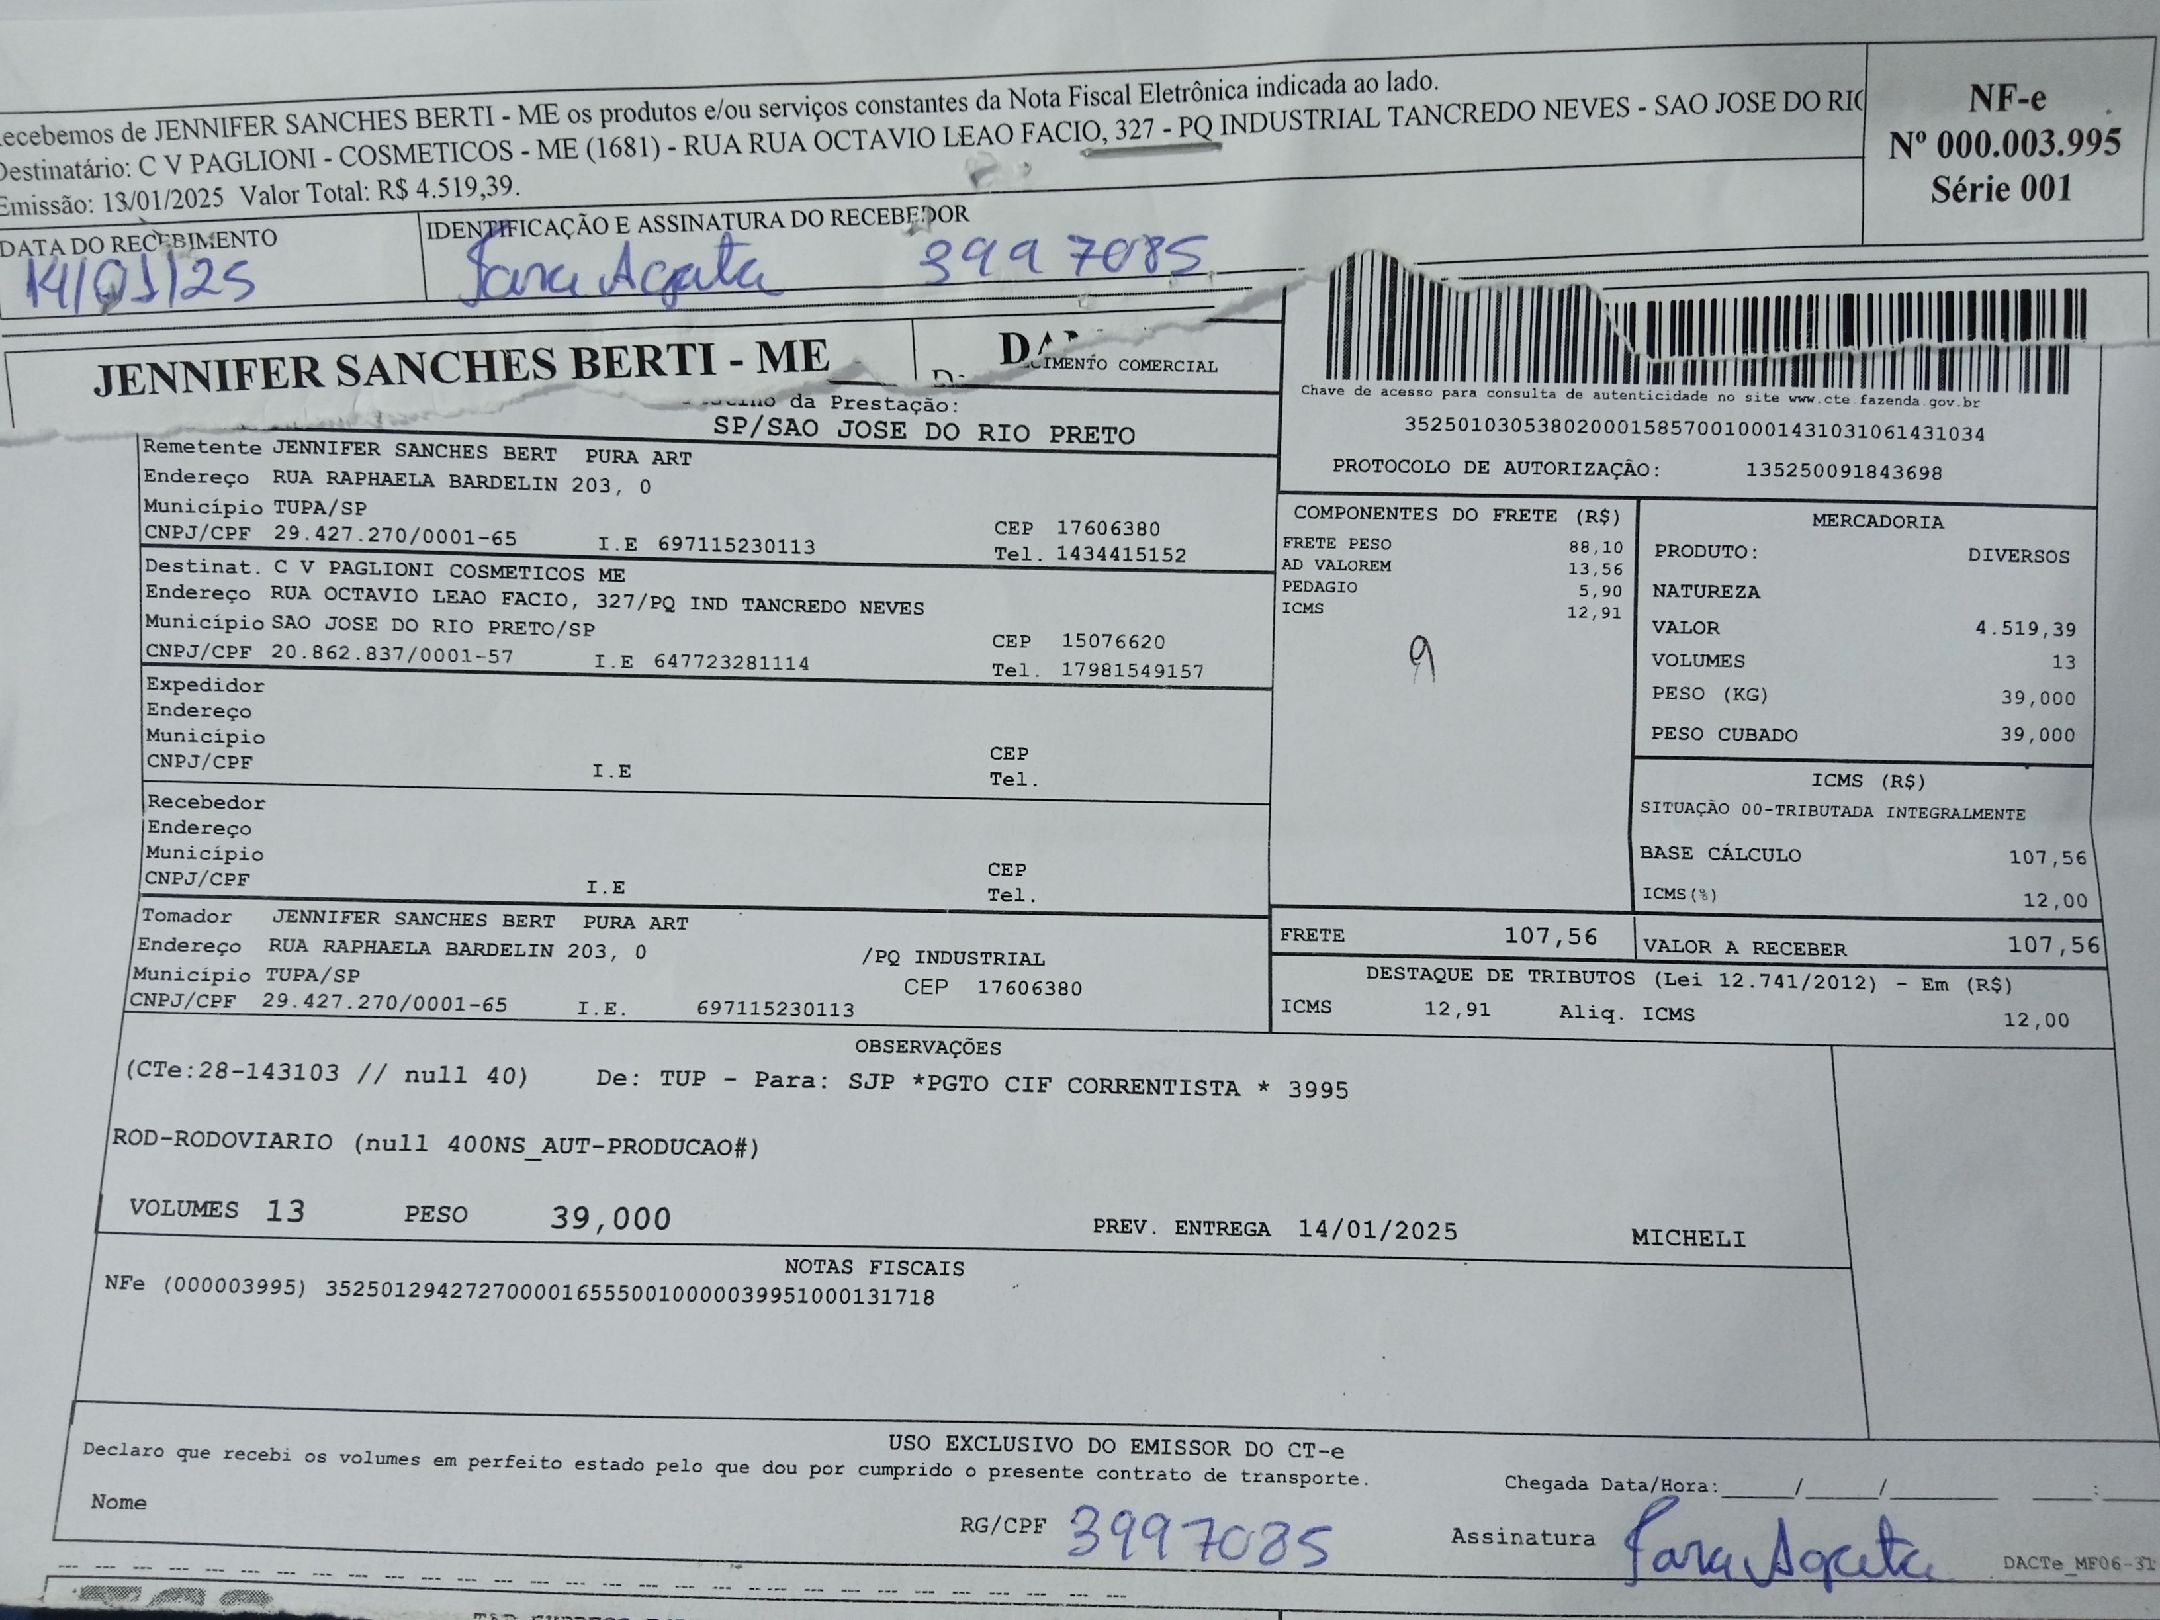 ecebemos de JENNIFER SANCHES BERTI - ME os produtos e/ou serviços constantes da Nota Fiscal Eletrônica indicada ao lado.
Destinatário: C V PAGLIONI - COSMETICOS - ME (1681) - RUA RUA OCTAVIO LEAO FACIO, 327 - PQ INDUSTRIAL TANCREDO NEVES - SAO JOSE DO RIO
Emissão: 13/01/2025 Valor Total: R$ 4.519,39.
NF-e
Nº 000.003.995
Série 001
DATA DO RECEBIMENTO
14/01/25
IDENTIFICAÇÃO E ASSINATURA DO RECEBEDOR
Sara Agata 3997085
JENNIFER SANCHES BERTI - ME
CIMENTO COMERCIAL
da Prestação:
SP/SAO JOSE DO RIO PRETO
Chave de acesso para consulta de autenticidade no site www.cte.fazenda.gov.br
35250103053802000158570010001431031061431034
PROTOCOLO DE AUTORIZAÇÃO: 135250091843698
Remetente JENNIFER SANCHES BERT PURA ART
Endereço RUA RAPHAELA BARDELIN 203, 0
Município TUPA/SP CEP 17606380
CNPJ/CPF 29.427.270/0001-65 I.E 697115230113 Tel. 1434415152
Destinat. C V PAGLIONI COSMETICOS ME
Endereço RUA OCTAVIO LEAO FACIO, 327/PQ IND TANCREDO NEVES
Município SAO JOSE DO RIO PRETO/SP CEP 15076620
CNPJ/CPF 20.862.837/0001-57 I.E 647723281114 Tel. 17981549157
Expedidor
Endereço
Município CEP
CNPJ/CPF I.E Tel.
Recebedor
Endereço
Município CEP
CNPJ/CPF I.E Tel.
Tomador JENNIFER SANCHES BERT PURA ART
Endereço RUA RAPHAELA BARDELIN 203, 0 /PQ INDUSTRIAL
Município TUPA/SP CEP 17606380
CNPJ/CPF 29.427.270/0001-65 I.E. 697115230113
COMPONENTES DO FRETE (R$)
FRETE PESO 88,10
AD VALOREM 13,56
PEDAGIO 5,90
ICMS 12,91
MERCADORIA
PRODUTO: DIVERSOS
NATUREZA
VALOR 4.519,39
VOLUMES 13
PESO (KG) 39,000
PESO CUBADO 39,000
ICMS (R$)
SITUAÇÃO 00-TRIBUTADA INTEGRALMENTE
BASE CÁLCULO 107,56
ICMS(%) 12,00
FRETE 107,56
VALOR A RECEBER 107,56
DESTAQUE DE TRIBUTOS (Lei 12.741/2012) - Em (R$)
ICMS 12,91 Aliq. ICMS 12,00
OBSERVAÇÕES
(CTe:28-143103 // null 40) De: TUP - Para: SJP *PGTO CIF CORRENTISTA * 3995
ROD-RODOVIARIO (null 400NS_AUT-PRODUCAO#)
VOLUMES 13 PESO 39,000 PREV. ENTREGA 14/01/2025 MICHELI
NOTAS FISCAIS
NFe (000003995) 35250129427270000165550010000039951000131718
USO EXCLUSIVO DO EMISSOR DO CT-e
Declaro que recebi os volumes em perfeito estado pelo que dou por cumprido o presente contrato de transporte.
Chegada Data/Hora:_____/_____/_______ ____:____
Nome
RG/CPF 3997085
Assinatura Sara Agata
DACTe_MF06-31